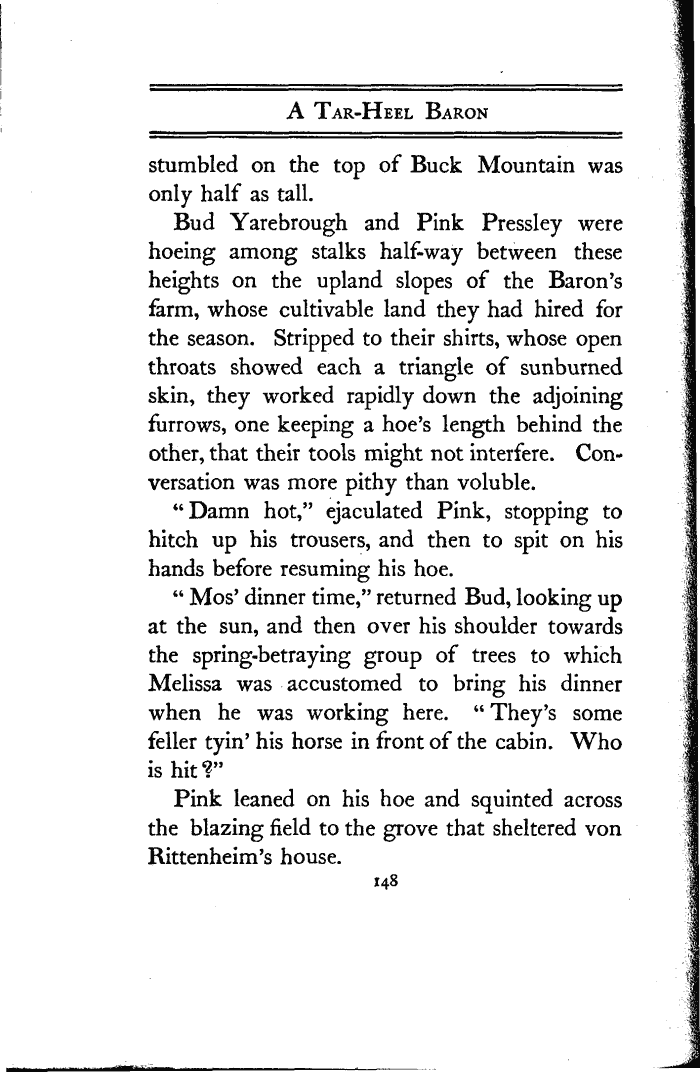 A Tar-Heel Baron
stumbled on the top of Buck Mountain was
only half as tall.
Bud Yarebrough and Pink Pressley were
hoeing among stalks half-way between these
heights on the upland slopes of the Baron's
farm, whose cultivable land they had hired for
the season. Stripped to their shirts, whose open
throats showed each a triangle of sunburned
skin, they worked rapidly down the adjoining
furrows, one keeping a hoe's length behind the
other, that their tools might not interfere. Con-
versation was more pithy than voluble.
"Damn hot," ejaculated Pink, stopping to
hitch up his trousers, and then to spit on his
hands before resuming his hoe.
"Mos' dinner time," returned Bud, looking up
at the sun, and then over his shoulder towards
the spring-betraying group of trees to which
Melissa was accustomed to bring his dinner
when he was working here. "They's some
feller tyin' his horse in front of the cabin. Who
is hit?"
Pink leaned on his hoe and squinted across
the blazing field to the grove that sheltered von
Rittenheim's house.
148